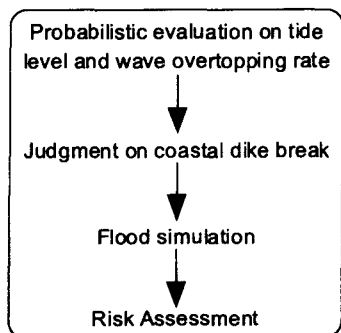 Probabilistic evaluation on tide
level and wave overtopping rate
Judgment on coastal dike break
Flood simulation
Risk Assessment